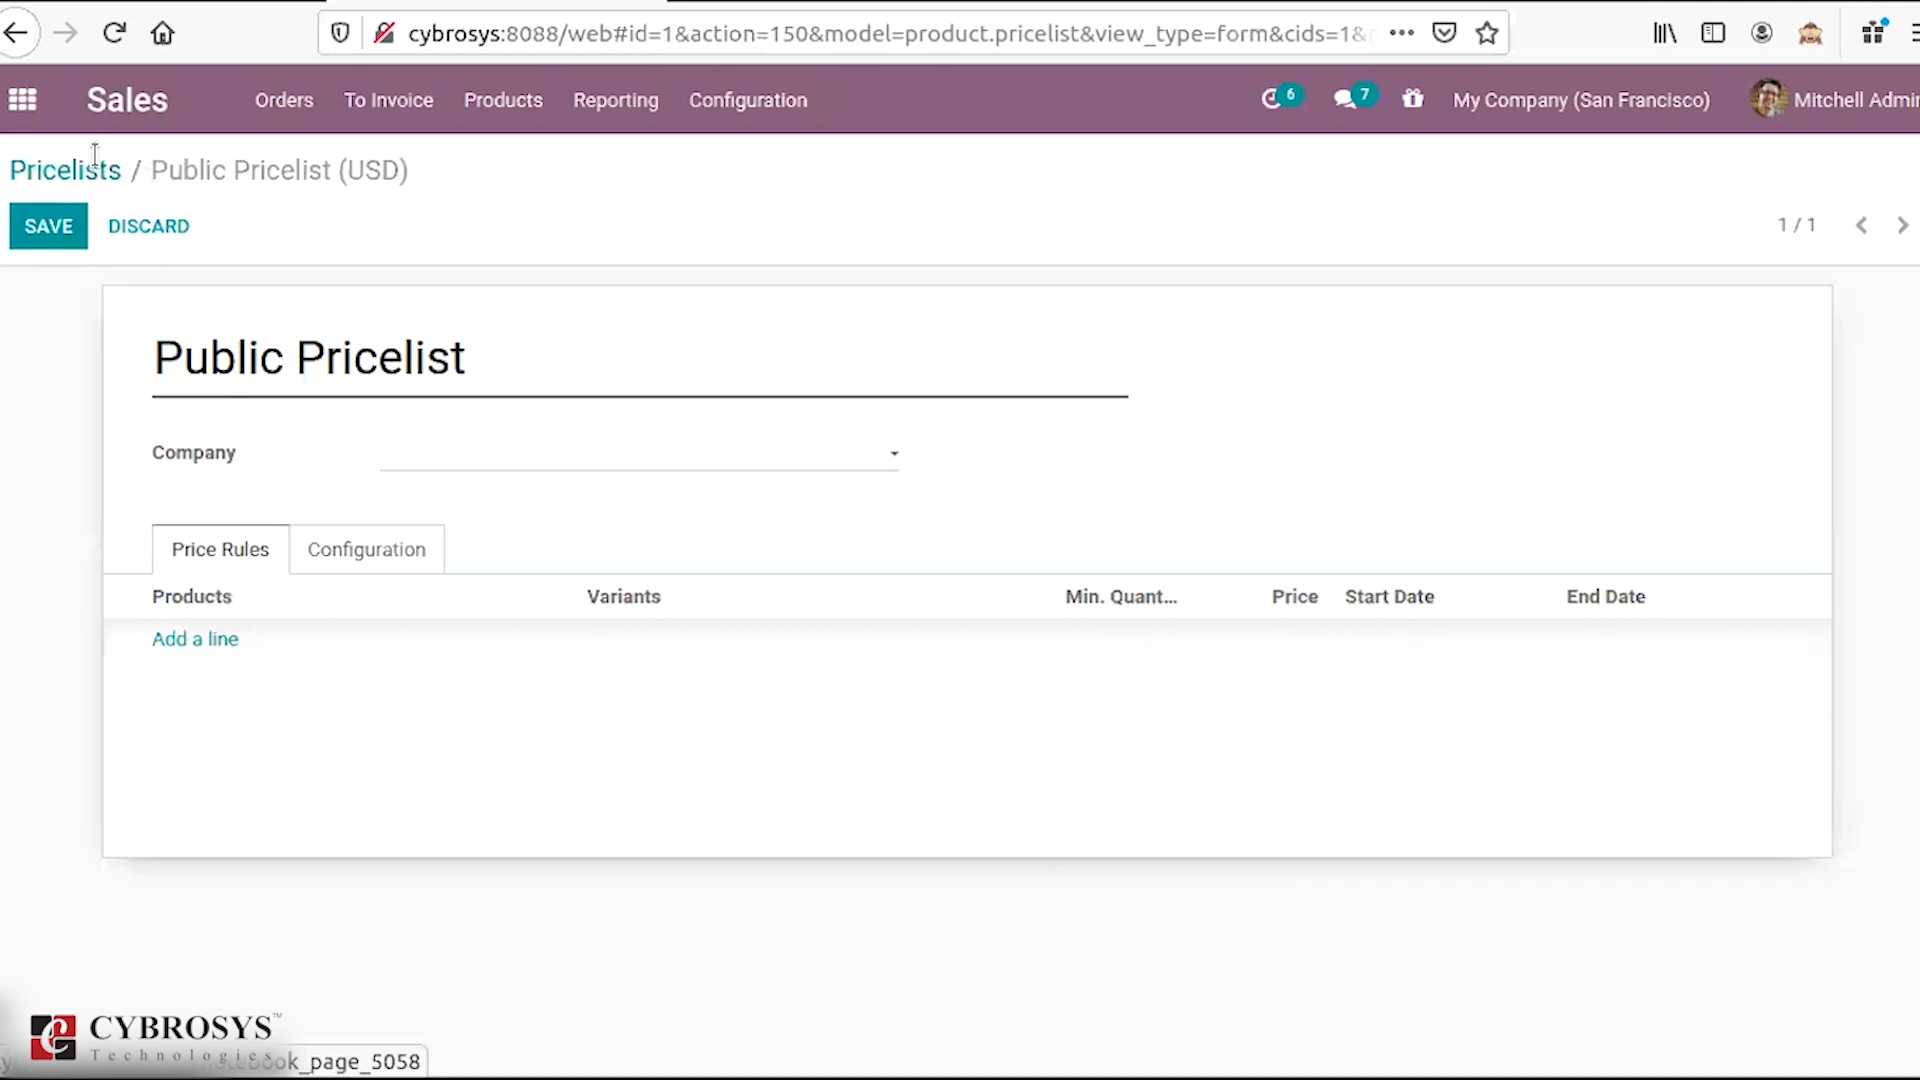 cybrosys:8088/web#id=1&action=150&model=product.pricelist&view_type=form&cids=1&
Sales
Orders
To Invoice
Products
Reporting
Configuration
6
7
My Company (San Francisco)
Mitchell Admin
Pricelists / Public Pricelist (USD)
SAVE
DISCARD
1 / 1
Public Pricelist
Company
Price Rules
Configuration
Products
Variants
Min. Quant...
Price
Start Date
End Date
Add a line
CYBROSYS™
Technologies
ok_page_5058